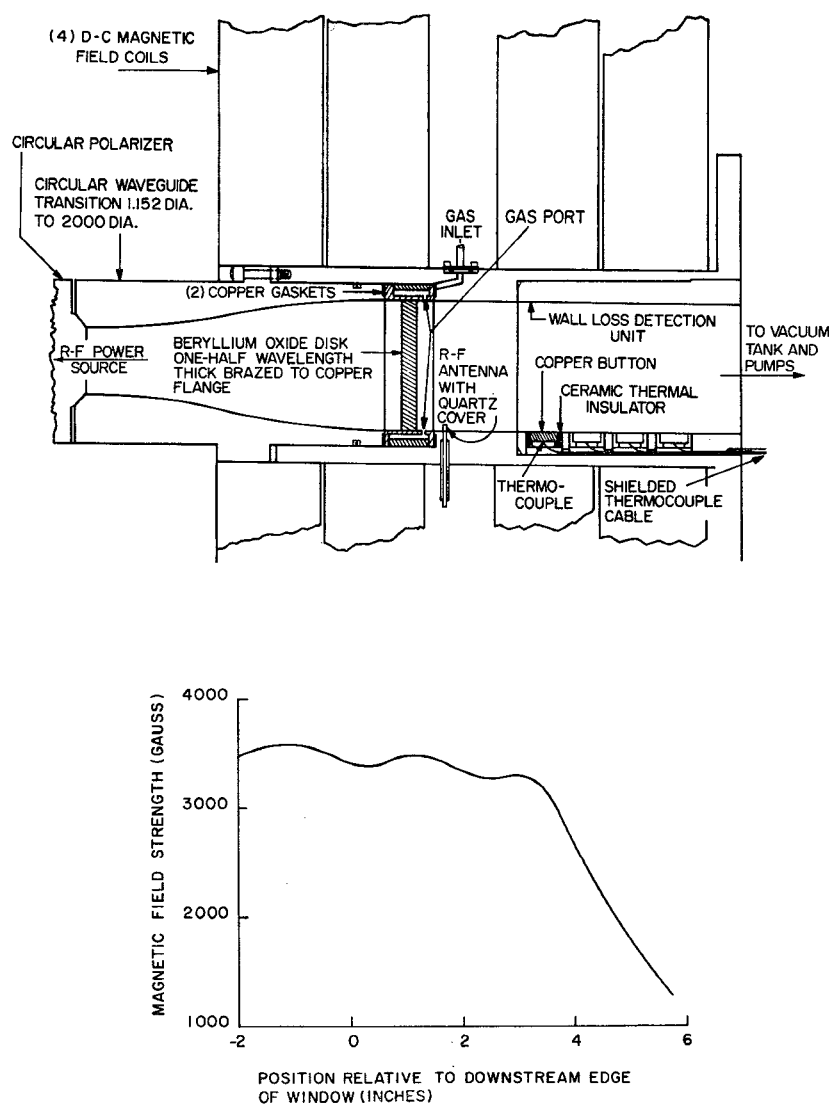 (4) D-C MAGNETIC
FIELD COILS
CIRCULAR POLARIZER
CIRCULAR WAVEGUIDE
TRANSITION 1.152 DIA.
TO 2000 DIA.
GAS
INLET
GAS PORT
(2) COPPER GASKETS
WALL LOSS DETECTION
UNIT
TO VACUUM
TANK AND
PUMPS
R-F POWER
SOURCE
BERYLLIUM OXIDE DISK
ONE-HALF WAVELENGTH
THICK BRAZED TO COPPER
FLANGE
R-F
ANTENNA
WITH
QUARTZ
COVER
COPPER BUTTON
CERAMIC THERMAL
INSULATOR
THERMO-
COUPLE
SHIELDED
THERMOCOUPLE
CABLE
MAGNETIC FIELD STRENGTH (GAUSS)
4000
3000
2000
1000
-2 0 2 4 6
POSITION RELATIVE TO DOWNSTREAM EDGE
OF WINDOW (INCHES)